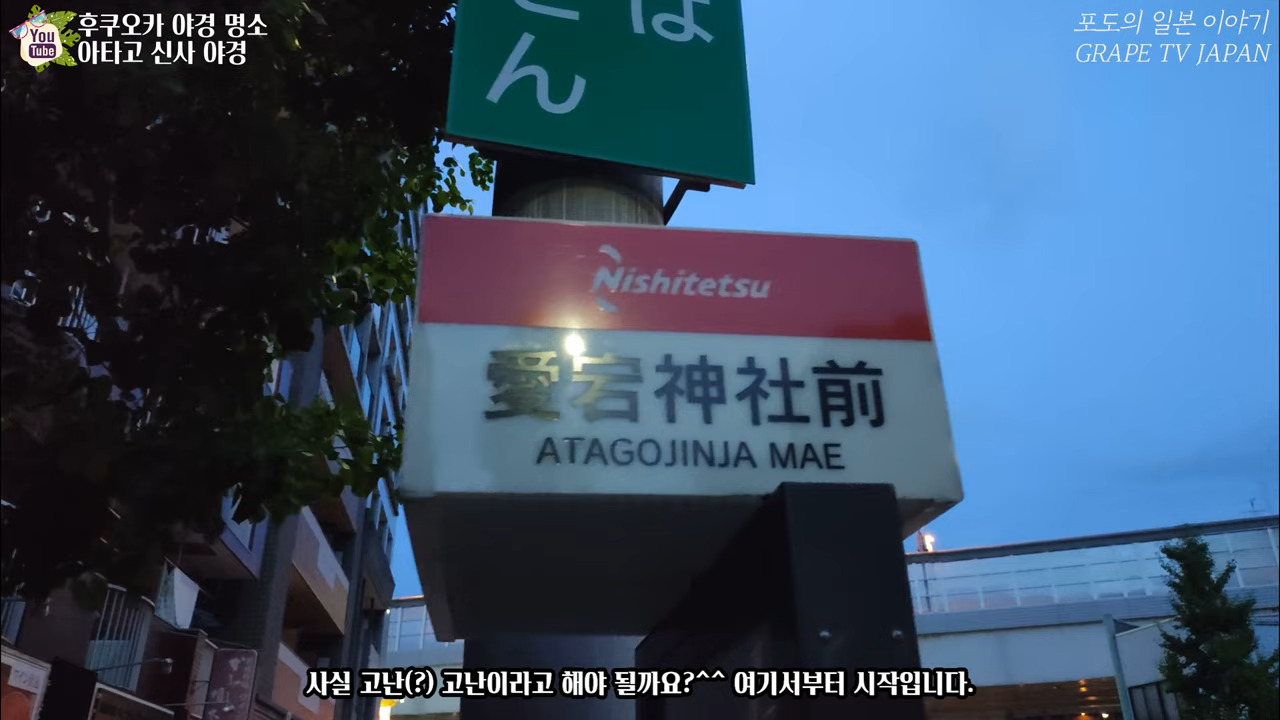 You
Tube
후쿠오카 야경 명소
아타고 신사 야경
포도의 일본 이야기
GRAPE TV JAPAN
ん
Nishitetsu
愛宕神社前
ATAGOJINJA MAE
사실 고난(?) 고난이라고 해야 될까요?^^ 여기서부터 시작입니다.